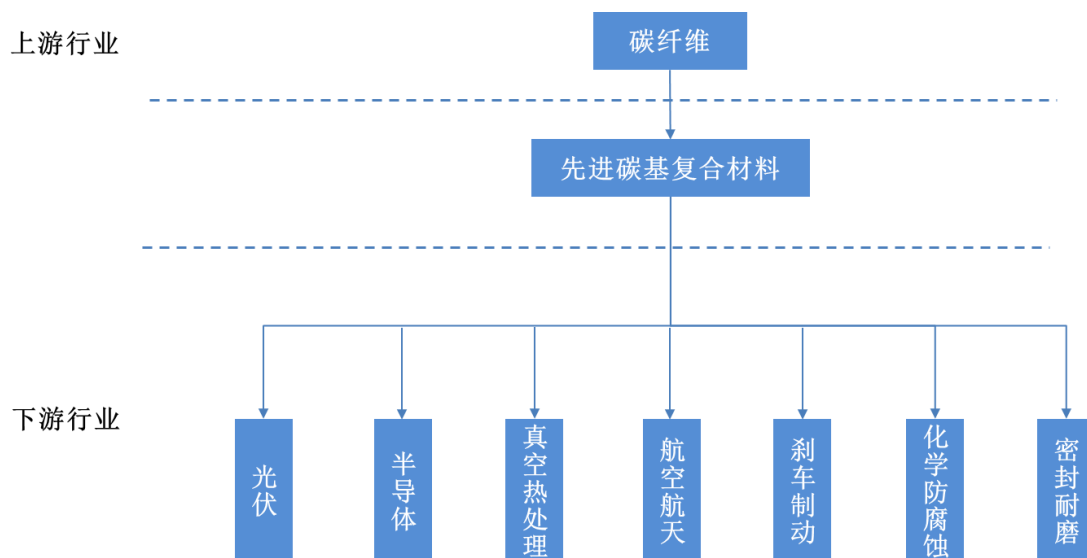 上游行业
碳纤维
先进碳基复合材料
下游行业
光伏
半导体
真空热处理
航空航天
刹车制动
化学防腐蚀
密封耐磨